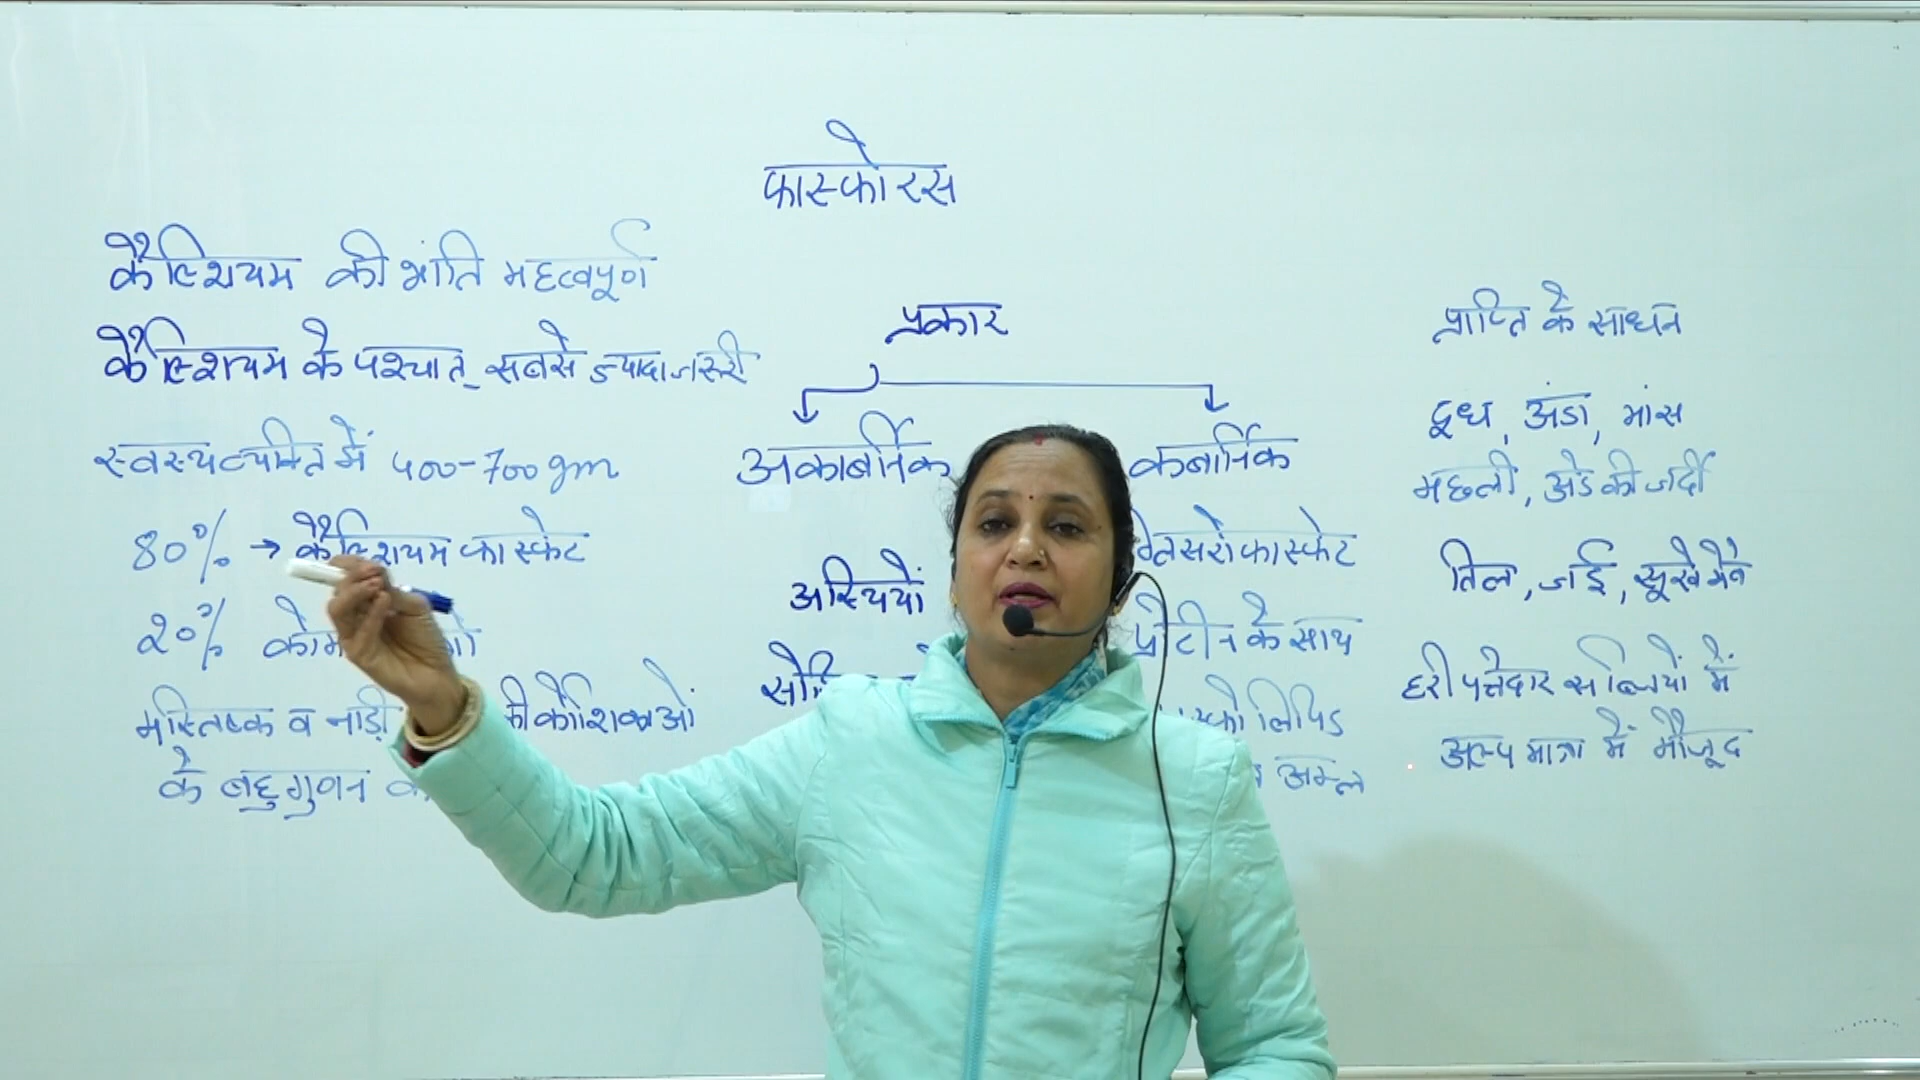 फास्फोरस
कैल्शियम की भांति महत्वपूर्ण
कैल्शियम के पश्चात् सबसे ज्यादा जरूरी
स्वस्थ व्यक्ति में 400-700 gm
80% → कैल्शियम फास्फेट
20%
मस्तिष्क व नाड़ी की कोशिकाओं
के बहुगुणन
प्रकार
अकार्बनिक
अस्थियों
कार्बनिक
ग्लिसरोफास्फेट
प्रोटीन के साथ
अम्ल
प्राप्ति के साधन
दूध, अंडा, मांस
मछली, अंडे की जर्दी
तिल, जई, सूखे मेवे
हरी पत्तेदार सब्जियों में
अल्प मात्रा में मौजूद